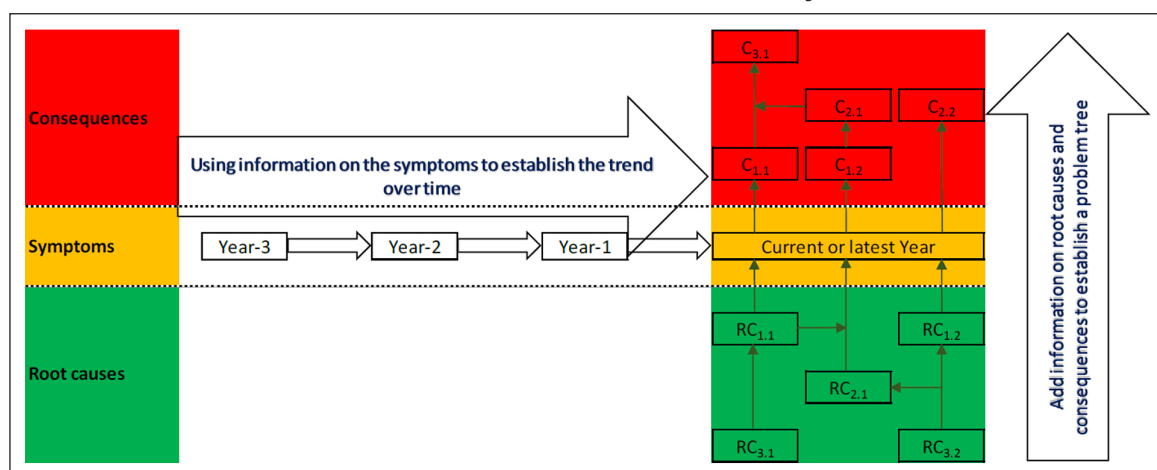 C3.1
Consequences
C2.1
C2.2
Using information on the symptoms to establish the trend
over time
C1.1
C1.2
Symptoms
Year-3
Year-2
Year-1
Current or latest Year
RC1.1
RC1.2
Root causes
RC2.1
RC3.1
RC3.2
Add information on root causes and
consequences to establish a problem tree